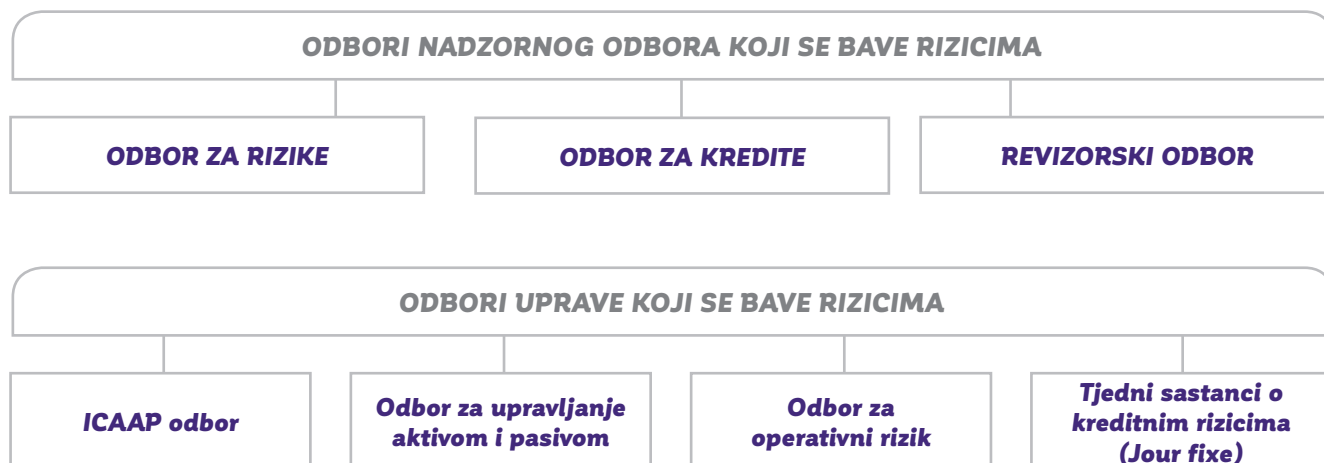 ODBORI NADZORNOG ODBORA KOJI SE BAVE RIZICIMA
ODBOR ZA RIZIKE
ODBOR ZA KREDITE
REVIZORSKI ODBOR
ODBORI UPRAVE KOJI SE BAVE RIZICIMA
ICAAP odbor
Odbor za upravljanje
aktivom i pasivom
Odbor za
operativni rizik
Tjedni sastanci o
kreditnim rizicima
(Jour fixe)